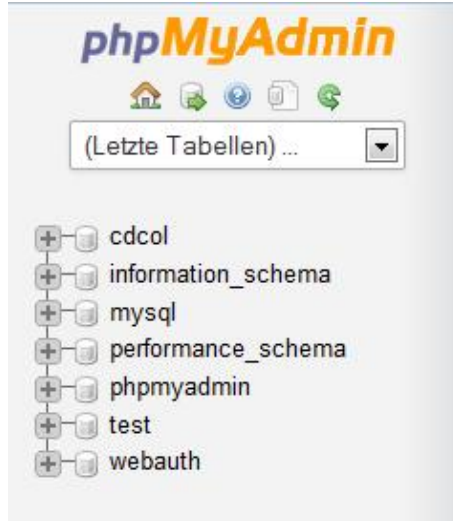 phpMyAdmin
(Letzte Tabellen) ...
cdcol
information_schema
mysql
performance_schema
phpmyadmin
test
webauth